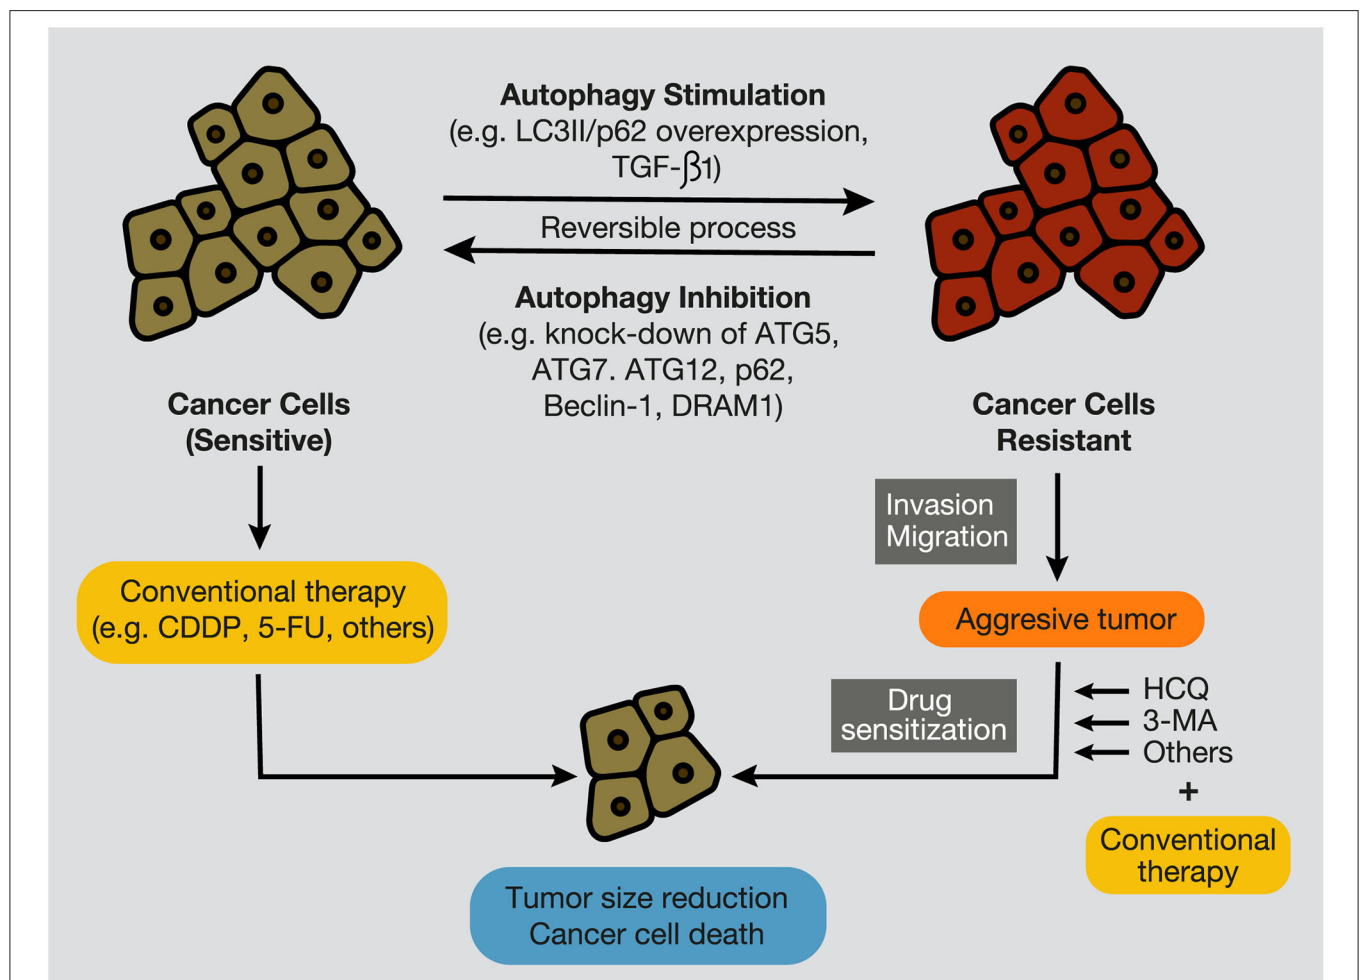 Autophagy Stimulation
(e.g. LC3II/p62 overexpression,
TGF-β1)
Reversible process
Autophagy Inhibition
(e.g. knock-down of ATG5,
ATG7. ATG12, p62,
Beclin-1, DRAM1)
Cancer Cells
(Sensitive)
Cancer Cells
Resistant
Invasion
Migration
Conventional therapy
(e.g. CDDP, 5-FU, others)
Aggresive tumor
Drug
sensitization
HCQ
3-MA
Others
+
Conventional
therapy
Tumor size reduction
Cancer cell death